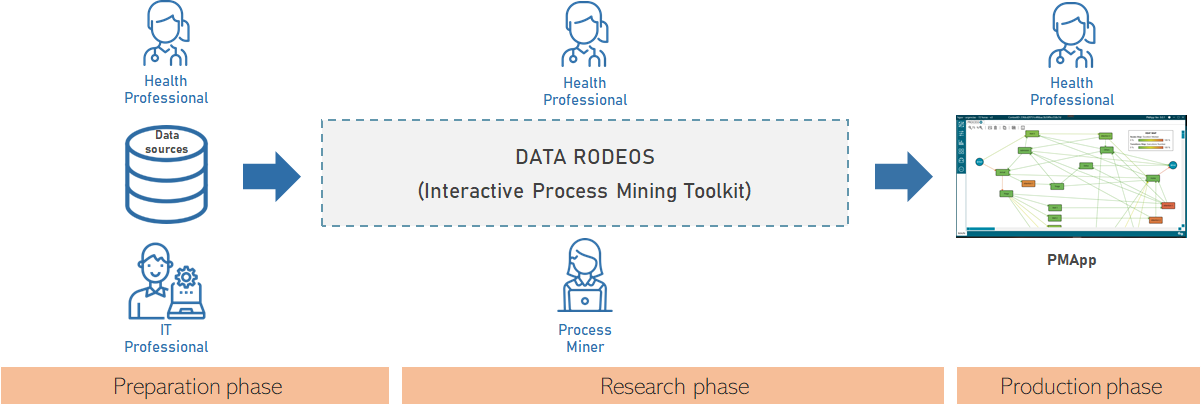 Health
Professional
Data
sources
IT
Professional
Health
Professional
DATA RODEOS
(Interactive Process Mining Toolkit)
Process
Miner
Health
Professional
PMApp
Preparation phase
Research phase
Production phase